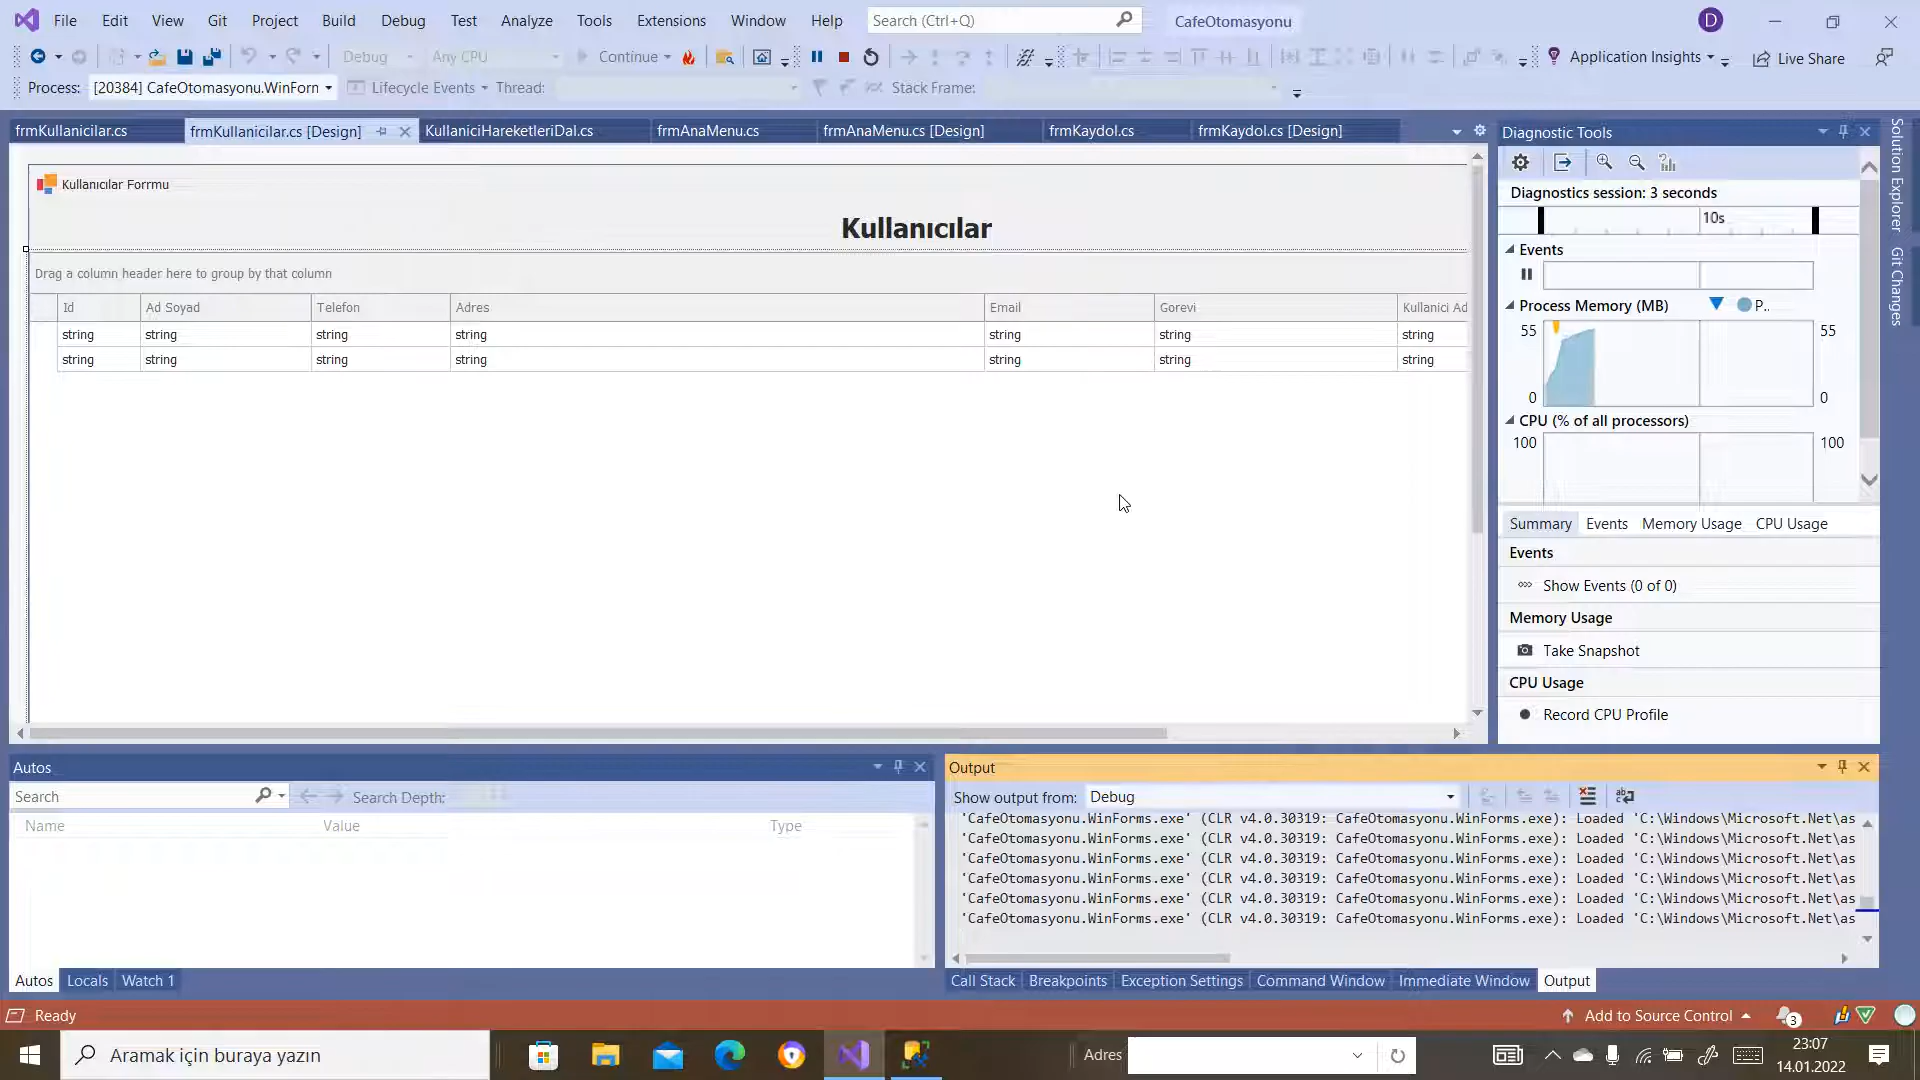 File Edit View Git Project Build Debug Test Analyze Tools Extensions Window Help Search (Ctrl+Q) CafeOtomasyonu D
Debug Any CPU Continue Application Insights Live Share
Process: [20384] CafeOtomasyonu.WinForn Lifecycle Events Thread: Stack Frame:
frmKullanicilar.cs frmKullanicilar.cs [Design] KullaniciHareketleriDal.cs frmAnaMenu.cs frmAnaMenu.cs [Design] frmKaydol.cs frmKaydol.cs [Design]
Kullanıcılar Forrmu
Kullanıcılar
Drag a column header here to group by that column
Id Ad Soyad Telefon Adres Email Gorevi Kullanici Ad
string string string string string string string
string string string string string string string
Diagnostic Tools
Diagnostics session: 3 seconds
10s
Events
Process Memory (MB) P..
55 55
0 0
CPU (% of all processors)
100 100
Summary Events Memory Usage CPU Usage
Events
Show Events (0 of 0)
Memory Usage
Take Snapshot
CPU Usage
Record CPU Profile
Solution Explorer
Git Changes
Autos
Search Search Depth:
Name Value Type
Autos Locals Watch 1
Output
Show output from: Debug
'CafeOtomasyonu.WinForms.exe' (CLR v4.0.30319: CafeOtomasyonu.WinForms.exe): Loaded 'C:\Windows\Microsoft.Net\as
'CafeOtomasyonu.WinForms.exe' (CLR v4.0.30319: CafeOtomasyonu.WinForms.exe): Loaded 'C:\Windows\Microsoft.Net\as
'CafeOtomasyonu.WinForms.exe' (CLR v4.0.30319: CafeOtomasyonu.WinForms.exe): Loaded 'C:\Windows\Microsoft.Net\as
'CafeOtomasyonu.WinForms.exe' (CLR v4.0.30319: CafeOtomasyonu.WinForms.exe): Loaded 'C:\Windows\Microsoft.Net\as
'CafeOtomasyonu.WinForms.exe' (CLR v4.0.30319: CafeOtomasyonu.WinForms.exe): Loaded 'C:\Windows\Microsoft.Net\as
'CafeOtomasyonu.WinForms.exe' (CLR v4.0.30319: CafeOtomasyonu.WinForms.exe): Loaded 'C:\Windows\Microsoft.Net\as
Call Stack Breakpoints Exception Settings Command Window Immediate Window Output
Ready Add to Source Control 3
Aramak için buraya yazın Adres 23:07
14.01.2022